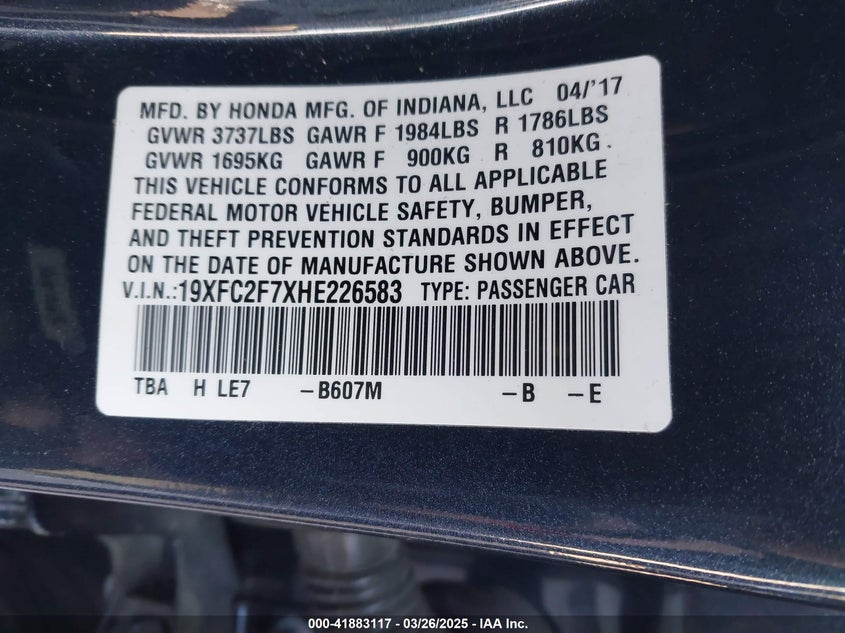 MFD. BY HONDA MFG. OF INDIANA, LLC 04/'17
GVWR 3737LBS GAWR F 1984LBS R 1786LBS
GVWR 1695KG GAWR F 900KG R 810KG.
THIS VEHICLE CONFORMS TO ALL APPLICABLE
FEDERAL MOTOR VEHICLE SAFETY, BUMPER,
AND THEFT PREVENTION STANDARDS IN EFFECT
ON THE DATE OF MANUFACTURE SHOWN ABOVE.
V.I.N.:19XFC2F7XHE226583 TYPE: PASSENGER CAR
TBA H LE7 –B607M –B –E
000-41883117 | 03/26/2025 – IAA Inc.